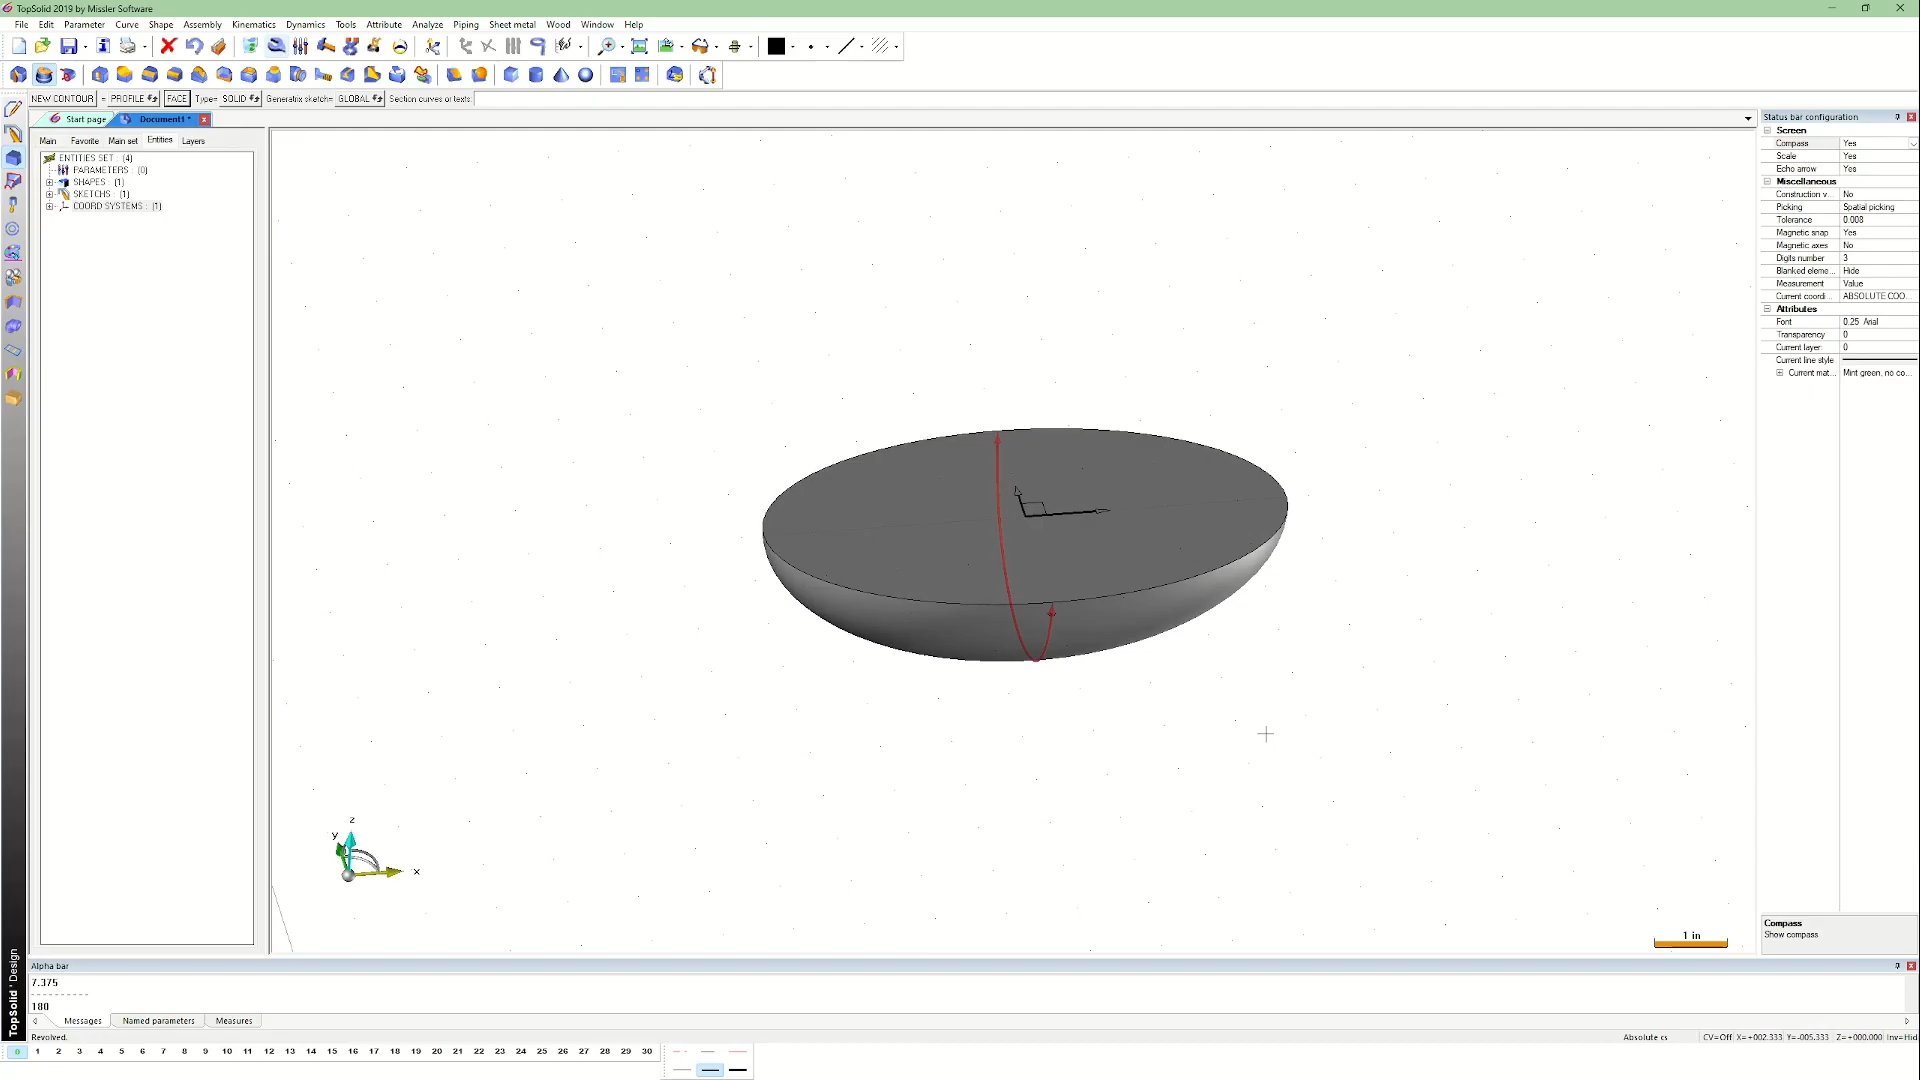 TopSolid 2019 by Missler Software
File Edit Parameter Curve Shape Assembly Kinematics Dynamics Tools Attribute Analyze Piping Sheet metal Wood Window Help
NEW CONTOUR = PROFILE FACE Type= SOLID Generatrix sketch= GLOBAL Section curves or texts:
Start page Document1 *
Main Favorite Main set Entities Layers
ENTITIES SET : (4)
PARAMETERS : (0)
SHAPES : (1)
SKETCHS : (1)
COORD SYSTEMS : (1)
Status bar configuration
Screen
Compass Yes
Scale Yes
Echo arrow Yes
Miscellaneous
Construction v... No
Picking Spatial picking
Tolerance 0.008
Magnetic snap Yes
Magnetic axes No
Digits number 3
Blanked eleme... Hide
Measurement Value
Current coordi... ABSOLUTE COO...
Attributes
Font 0.25 Arial
Transparency 0
Current layer: 0
Current line style
Current mat... Mint green, no co...
z
y
x
1 in
Compass
Show compass
TopSolid'Design
Alpha bar
7.375
---------------
180
Messages Named parameters Measures
Revolved.
Absolute cs CV=Off X=+002.333 Y=-005.333 Z=+000.000 Inv=Hid
0 1 2 3 4 5 6 7 8 9 10 11 12 13 14 15 16 17 18 19 20 21 22 23 24 25 26 27 28 29 30